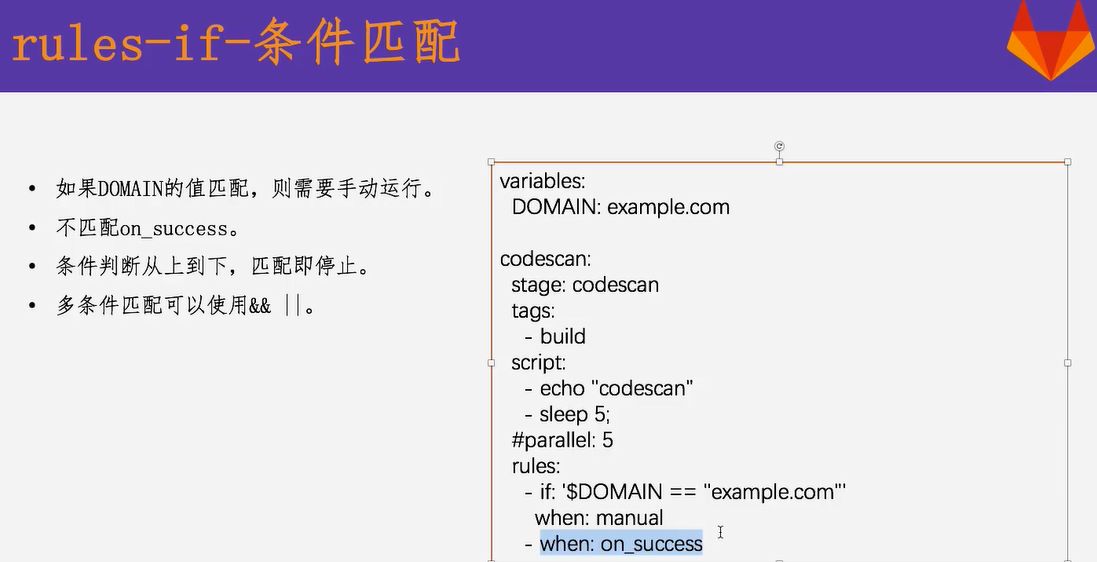 rules-if-条件匹配
• 如果DOMAIN的值匹配，则需要手动运行。
• 不匹配on_success。
• 条件判断从上到下，匹配即停止。
• 多条件匹配可以使用&& ||。
variables:
  DOMAIN: example.com
codescan:
  stage: codescan
  tags:
    - build
  script:
    - echo "codescan"
    - sleep 5;
  #parallel: 5
  rules:
    - if: '$DOMAIN == "example.com"'
      when: manual
    - when: on_success